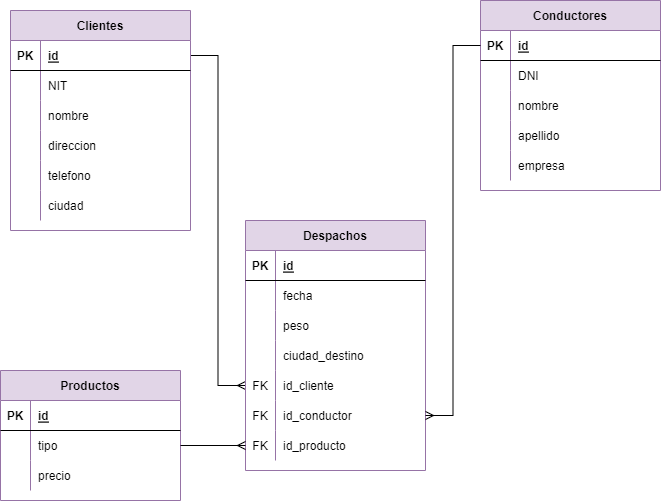 Clientes
PK id
NIT
nombre
direccion
telefono
ciudad
Conductores
PK id
DNI
nombre
apellido
empresa
Despachos
PK id
fecha
peso
ciudad_destino
FK id_cliente
FK id_conductor
FK id_producto
Productos
PK id
tipo
precio